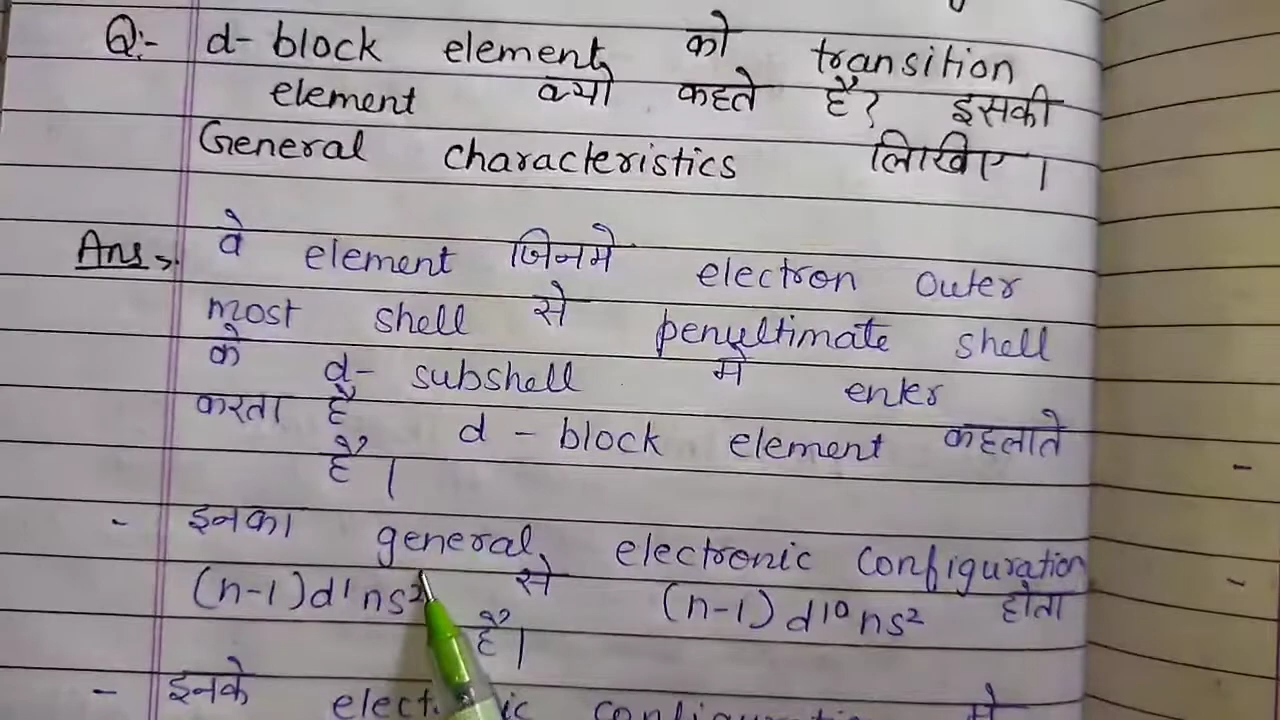 Q:- d-block element को transition
element क्यो कहते हैं? इसकी
General characteristics लिखिए।
Ans → वे element जिनमे electron outer
most shell से penultimate shell
के d- subshell में enter
करता है d-block element कहलाते
हैं।
- इनका general electronic configuration
(n-1)d¹ns² से (n-1)d¹⁰ns² होता
हैं।
- इनके में